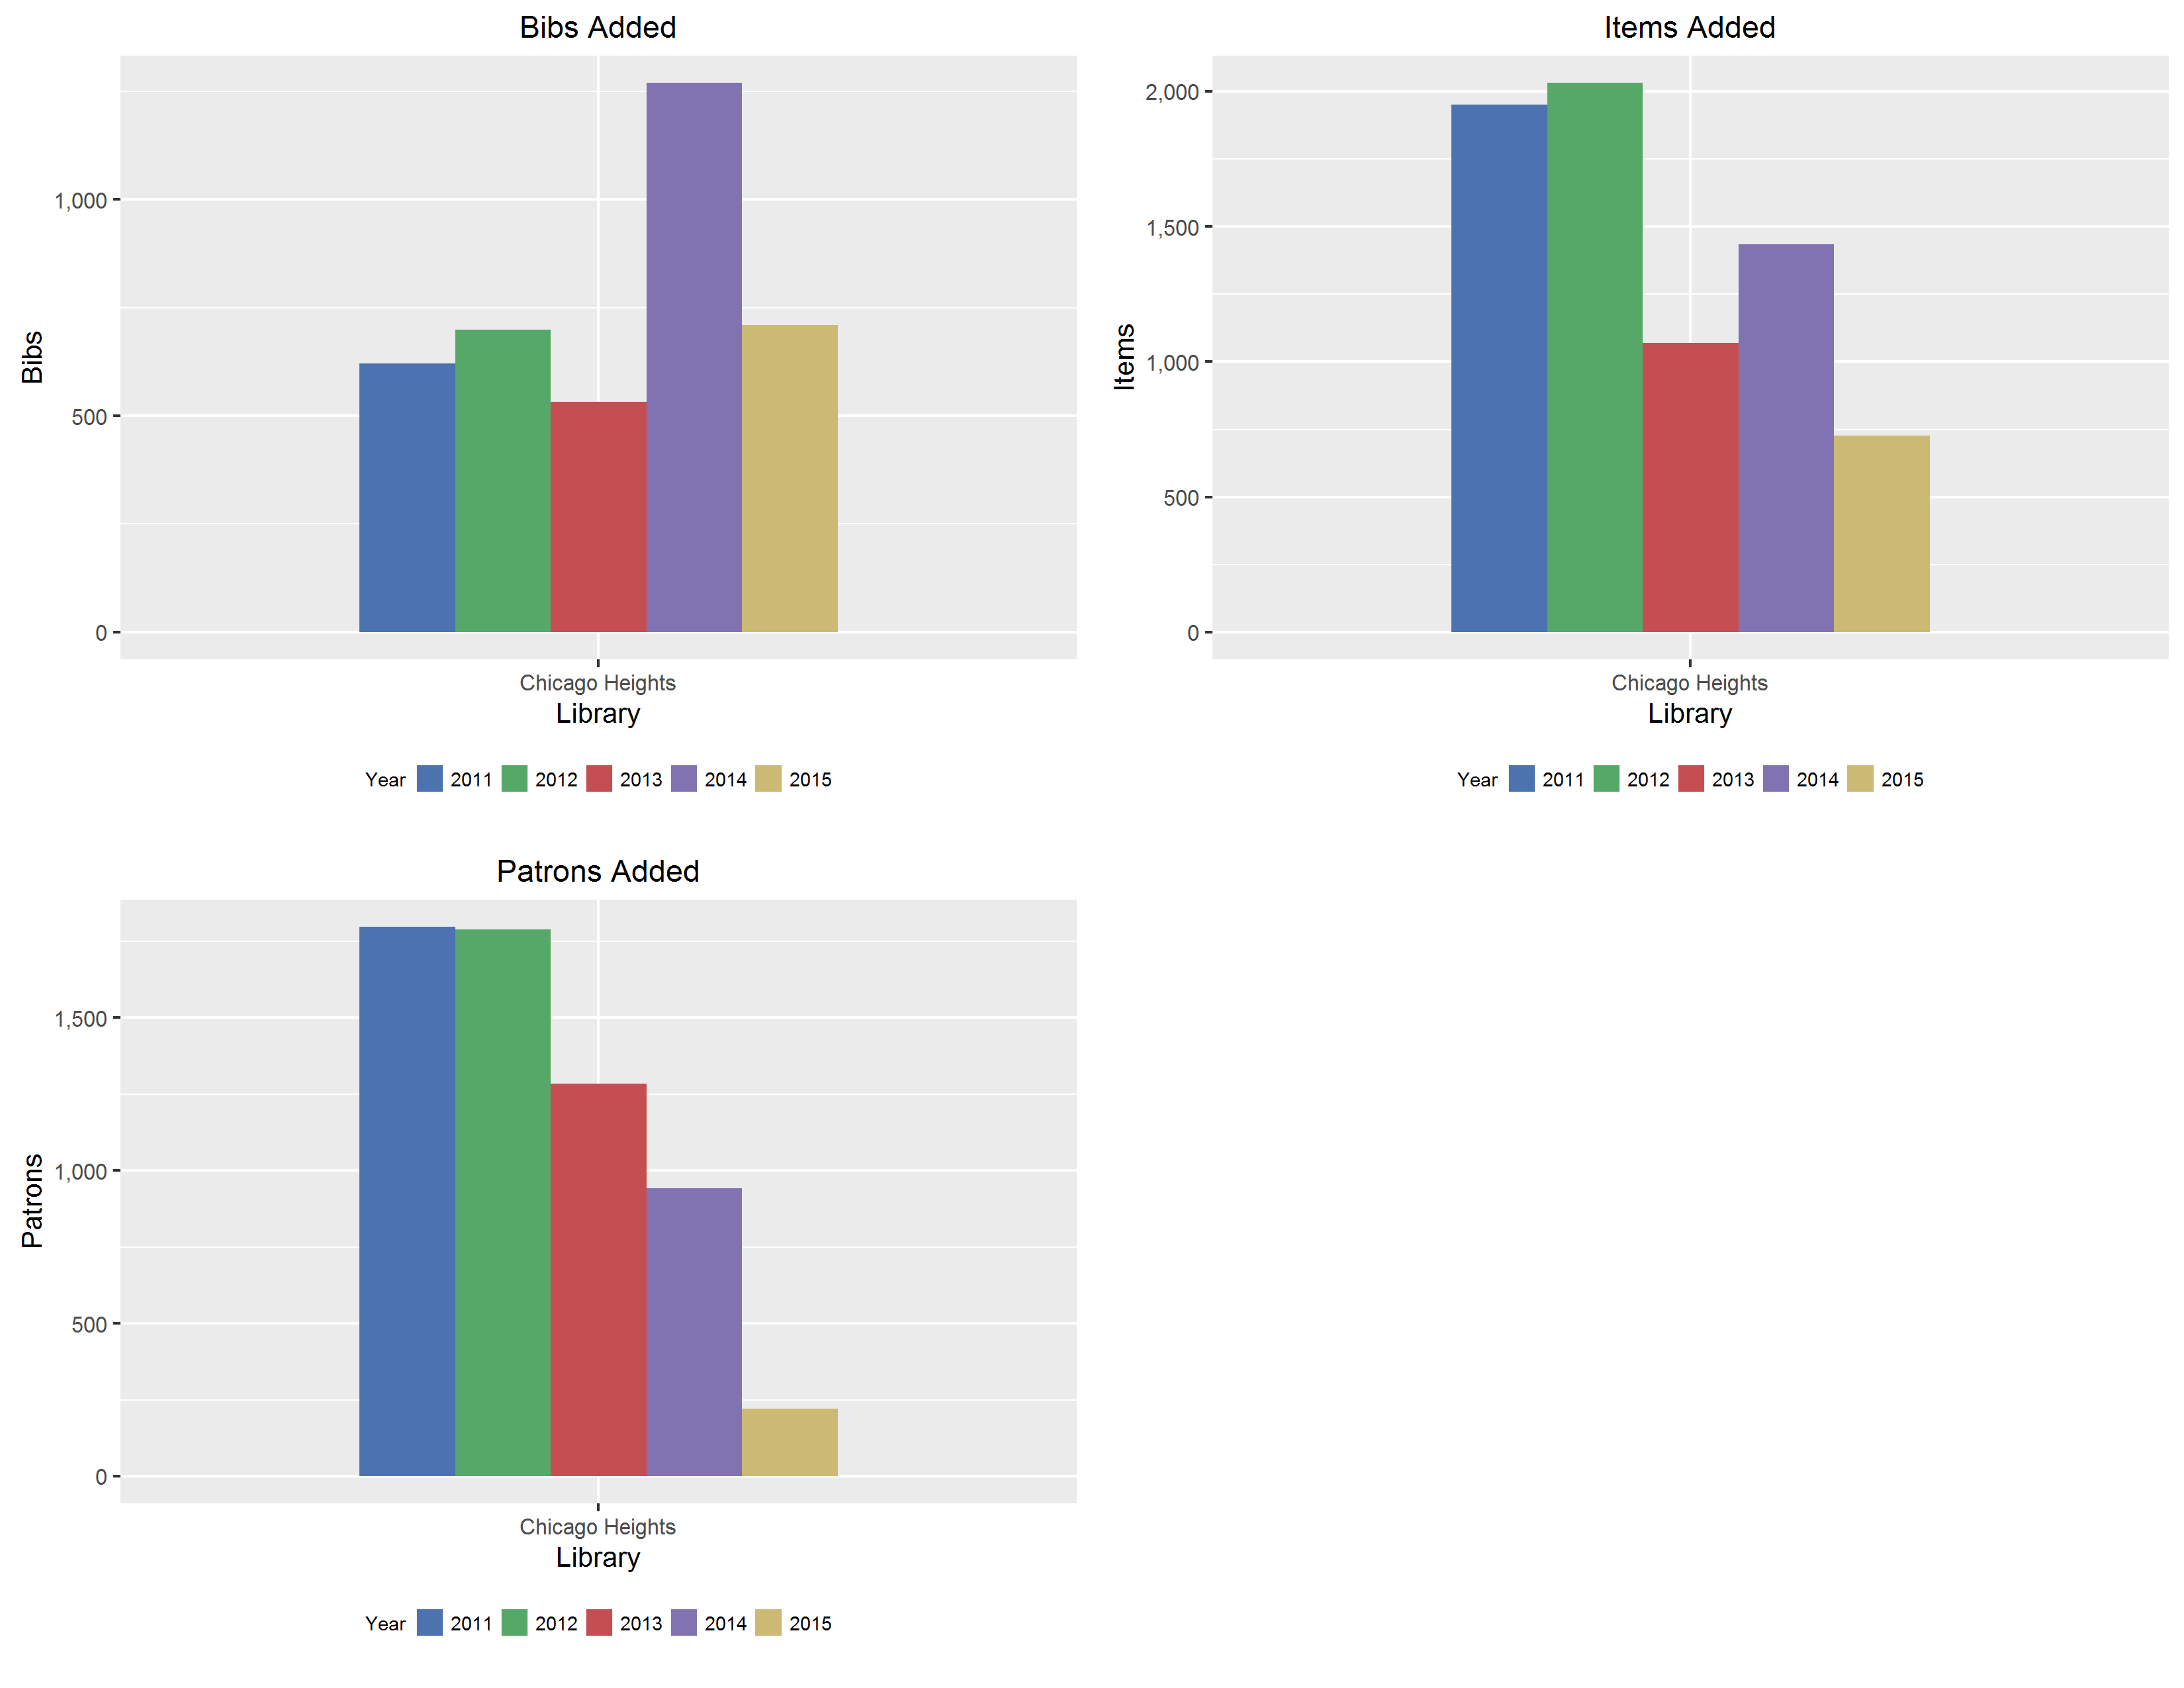 Bibs Added
Bibs
1,000
500
0
Chicago Heights
Library
Year 2011 2012 2013 2014 2015
Items Added
Items
2,000
1,500
1,000
500
0
Chicago Heights
Library
Year 2011 2012 2013 2014 2015
Patrons Added
Patrons
1,500
1,000
500
0
Chicago Heights
Library
Year 2011 2012 2013 2014 2015